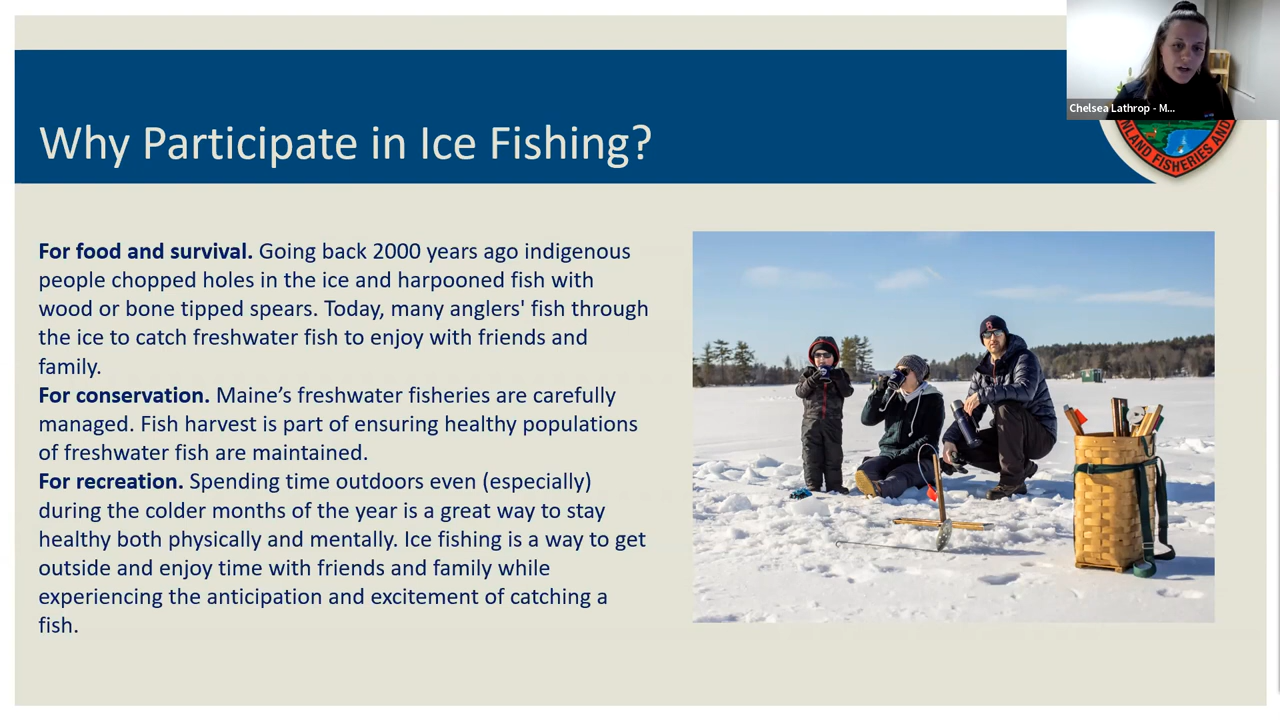 Chelsea Lathrop - M...
NLAND FISHERIES AND
Why Participate in Ice Fishing?
For food and survival. Going back 2000 years ago indigenous
people chopped holes in the ice and harpooned fish with
wood or bone tipped spears. Today, many anglers' fish through
the ice to catch freshwater fish to enjoy with friends and
family.
For conservation. Maine’s freshwater fisheries are carefully
managed. Fish harvest is part of ensuring healthy populations
of freshwater fish are maintained.
For recreation. Spending time outdoors even (especially)
during the colder months of the year is a great way to stay
healthy both physically and mentally. Ice fishing is a way to get
outside and enjoy time with friends and family while
experiencing the anticipation and excitement of catching a
fish.